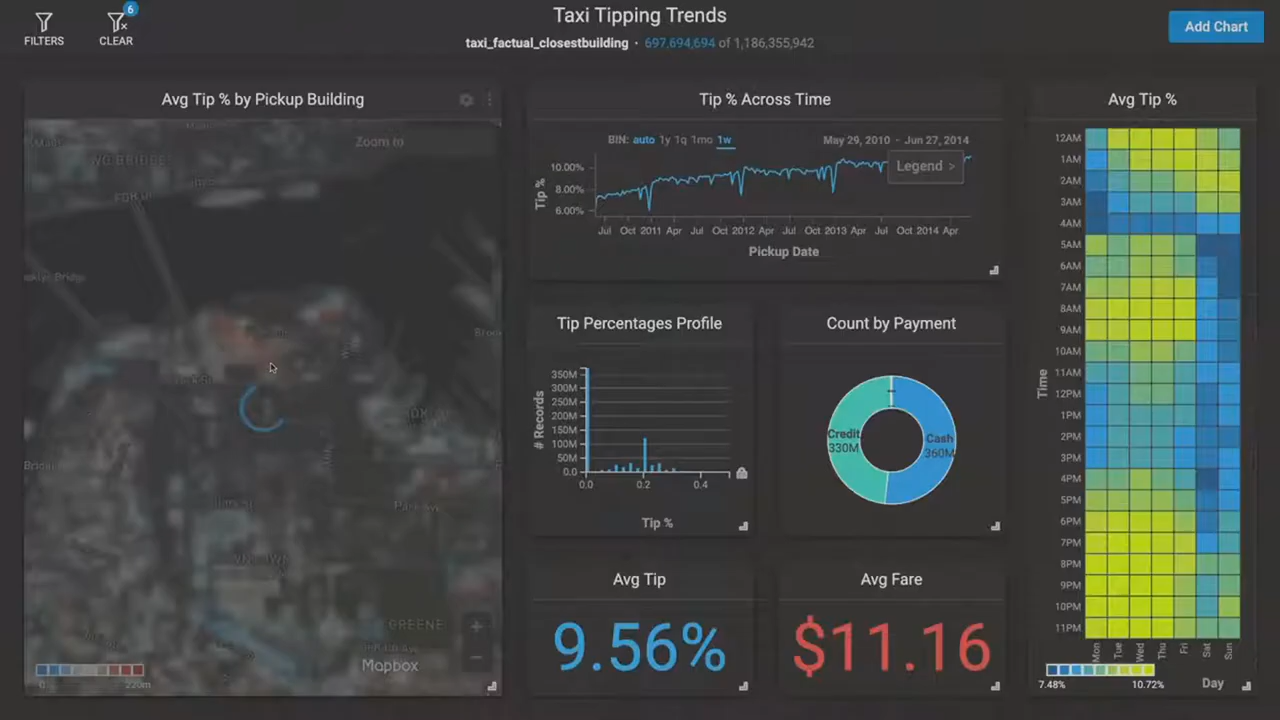 6
FILTERS
CLEAR
Taxi Tipping Trends
taxi_factual_closestbuilding · 697,694,694 of 1,186,355,942
Add Chart
Avg Tip % by Pickup Building
Zoom In
Mapbox
GREENE
220m
Tip % Across Time
BIN: auto 1y 1q 1mo 1w
May 29, 2010 - Jun 27, 2014
Legend >
Tip %
10.00%
8.00%
6.00%
Jul Oct 2011 Apr Jul Oct 2012 Apr Jul Oct 2013 Apr Jul Oct 2014 Apr
Pickup Date
Tip Percentages Profile
# Records
350M
300M
250M
200M
150M
100M
50M
0.0
0.0 0.2 0.4
Tip %
Count by Payment
Credit
330M
Cash
360M
Avg Tip
9.56%
Avg Fare
$11.16
Avg Tip %
Time
12AM
1AM
2AM
3AM
4AM
5AM
6AM
7AM
8AM
9AM
10AM
11AM
12PM
1PM
2PM
3PM
4PM
5PM
6PM
7PM
8PM
9PM
10PM
11PM
Mon Tue Wed Thu Fri Sat Sun
7.48% 10.72%
Day